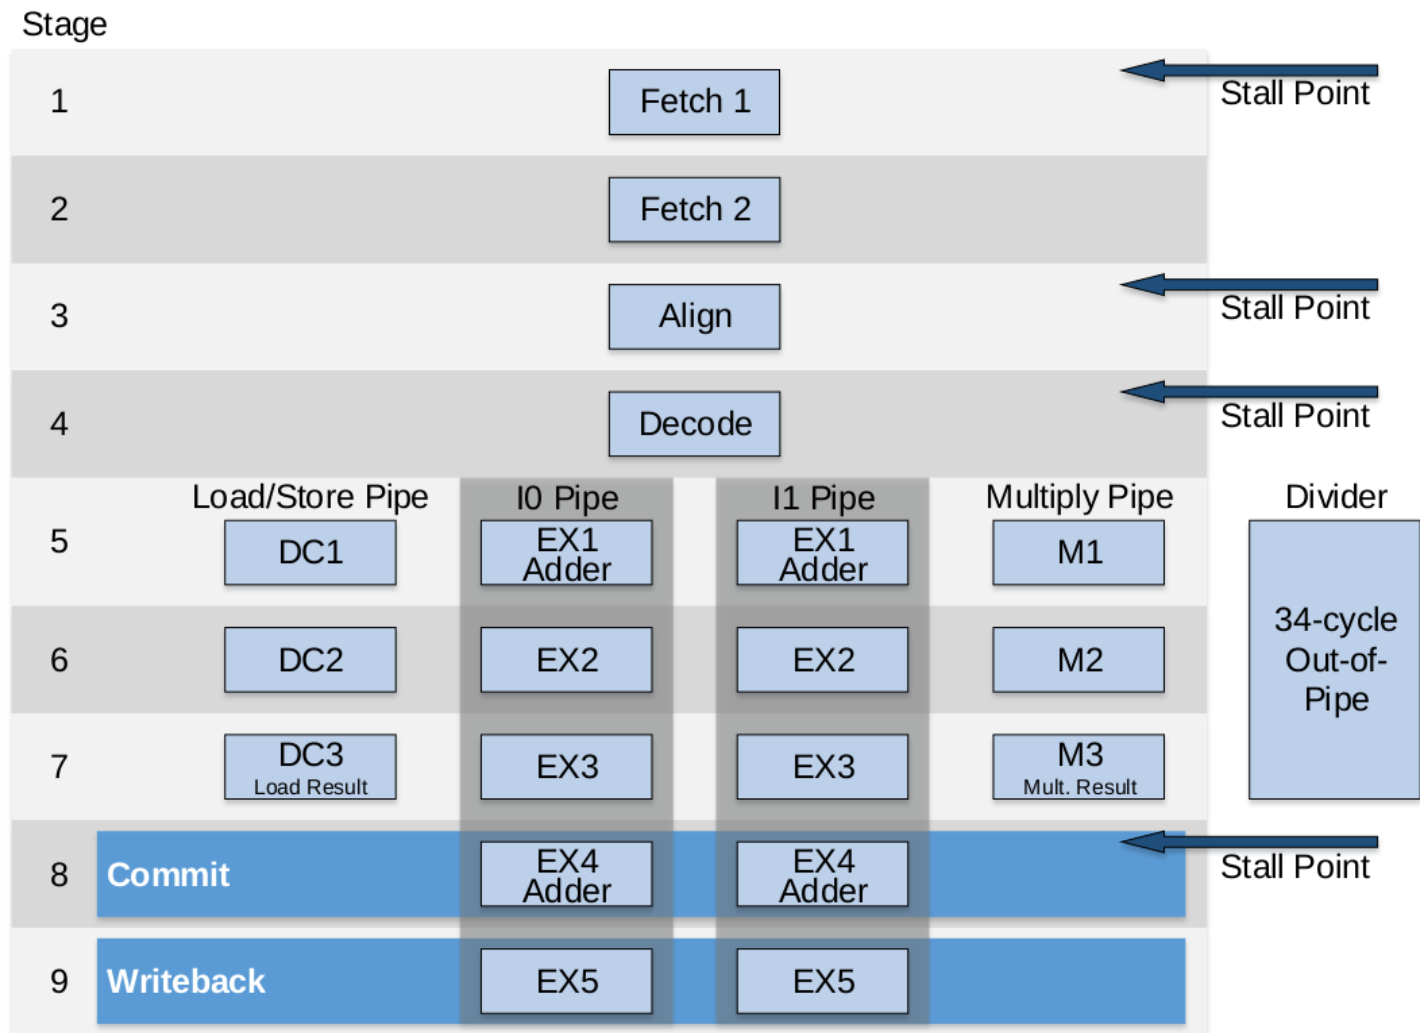 Stage
1
Fetch 1
Stall Point
2
Fetch 2
3
Align
Stall Point
4
Decode
Stall Point
Load/Store Pipe
I0 Pipe
I1 Pipe
Multiply Pipe
Divider
5
DC1
EX1
Adder
EX1
Adder
M1
34-cycle
Out-of-
Pipe
6
DC2
EX2
EX2
M2
7
DC3
Load Result
EX3
EX3
M3
Mult. Result
8
Commit
EX4
Adder
EX4
Adder
Stall Point
9
Writeback
EX5
EX5